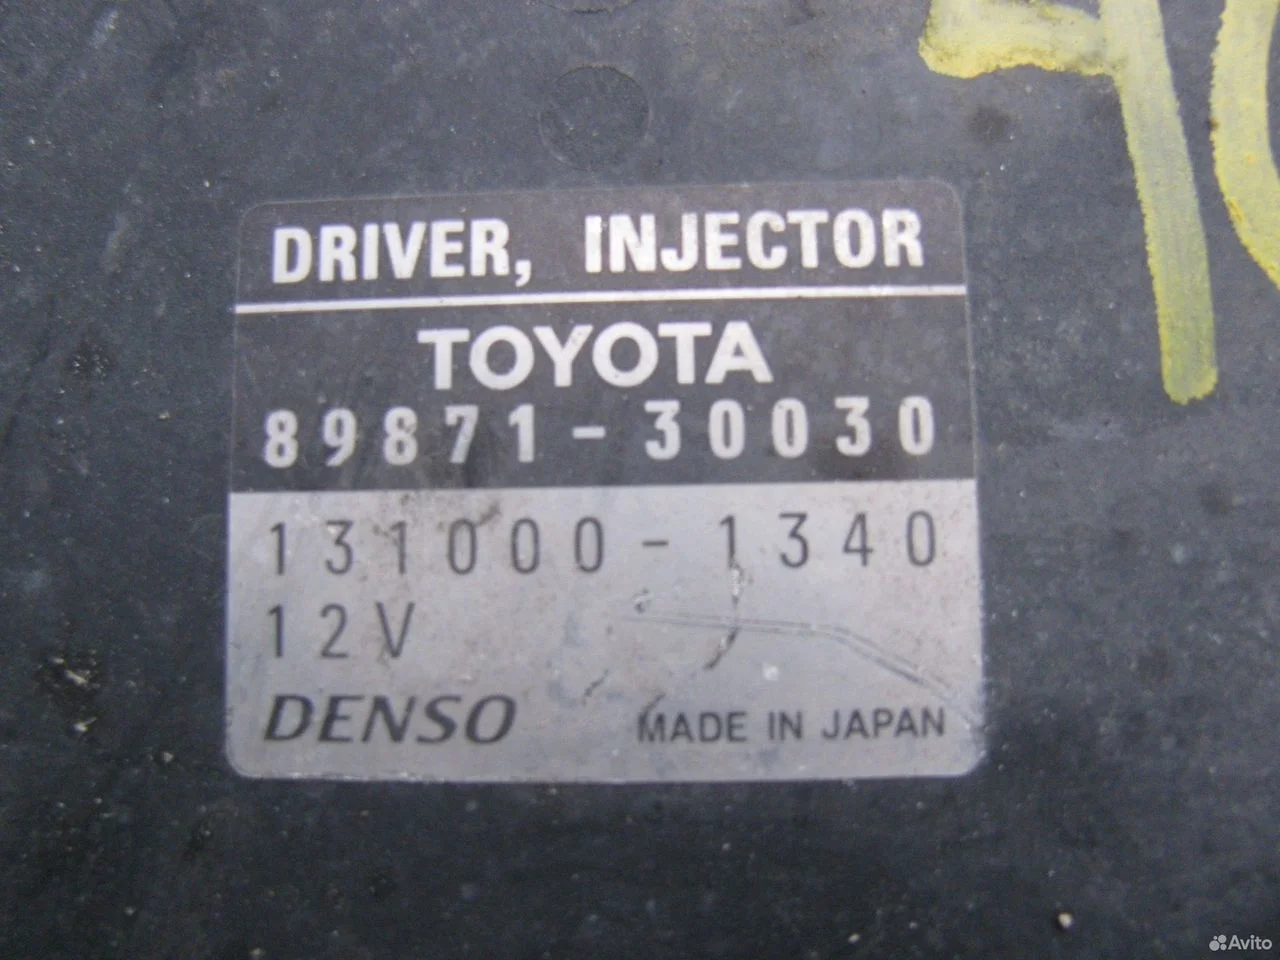 DRIVER, INJECTOR
TOYOTA
89871-30030
131000-1340
12V
DENSO MADE IN JAPAN
Avito